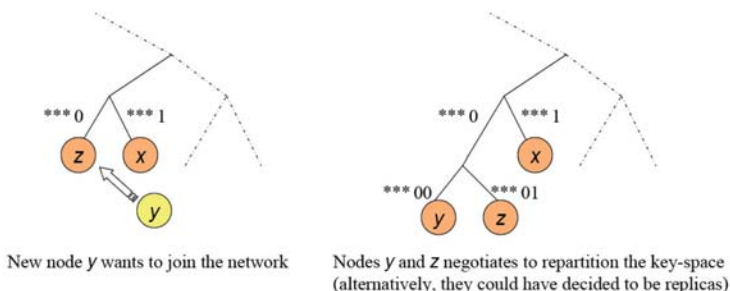 *** 0
*** 1
z
x
y
New node y wants to join the network
*** 0
*** 1
x
*** 00
*** 01
y
z
Nodes y and z negotiates to repartition the key-space
(alternatively, they could have decided to be replicas)